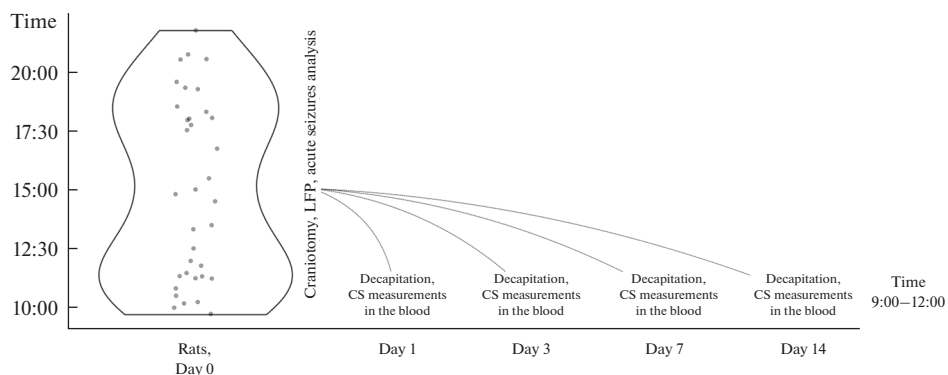 Time
20:00
17:30
15:00
12:30
10:00
Craniotomy, LFP, acute seizures analysis
Decapitation,
CS measurements
in the blood
Decapitation,
CS measurements
in the blood
Decapitation,
CS measurements
in the blood
Decapitation,
CS measurements
in the blood
Time
9:00–12:00
Rats,
Day 0
Day 1
Day 3
Day 7
Day 14